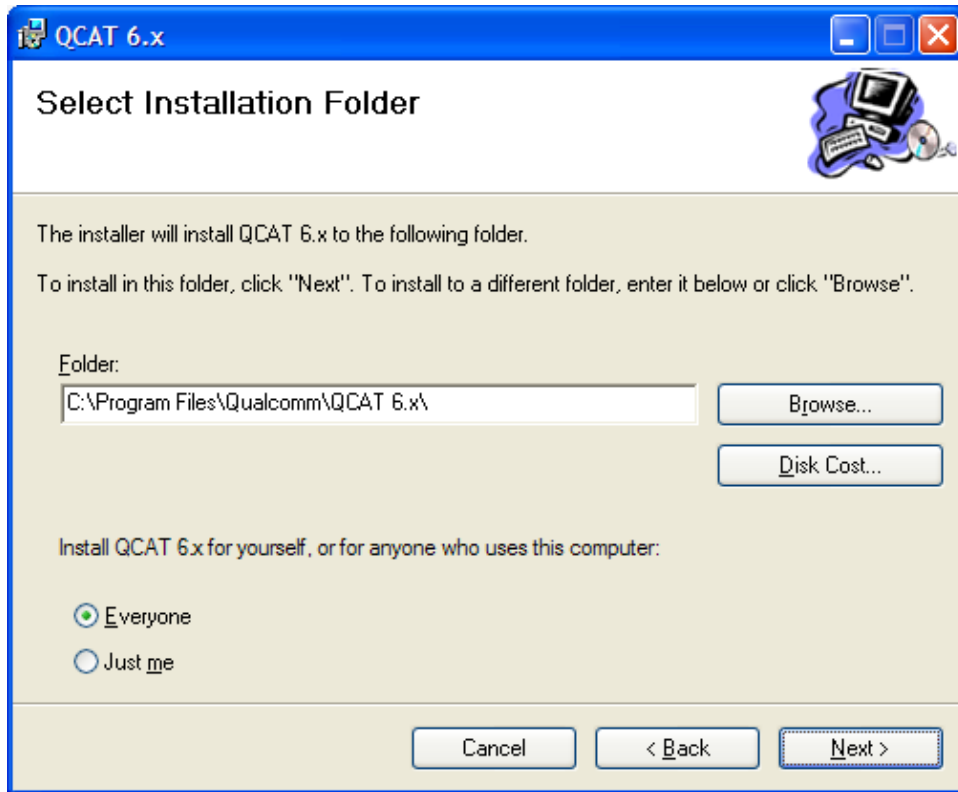 QCAT 6.x
Select Installation Folder
The installer will install QCAT 6.x to the following folder.
To install in this folder, click "Next". To install to a different folder, enter it below or click "Browse".
Folder:
C:\Program Files\Qualcomm\QCAT 6.x\
Browse...
Disk Cost...
Install QCAT 6.x for yourself, or for anyone who uses this computer:
Everyone
Just me
Cancel
< Back
Next >